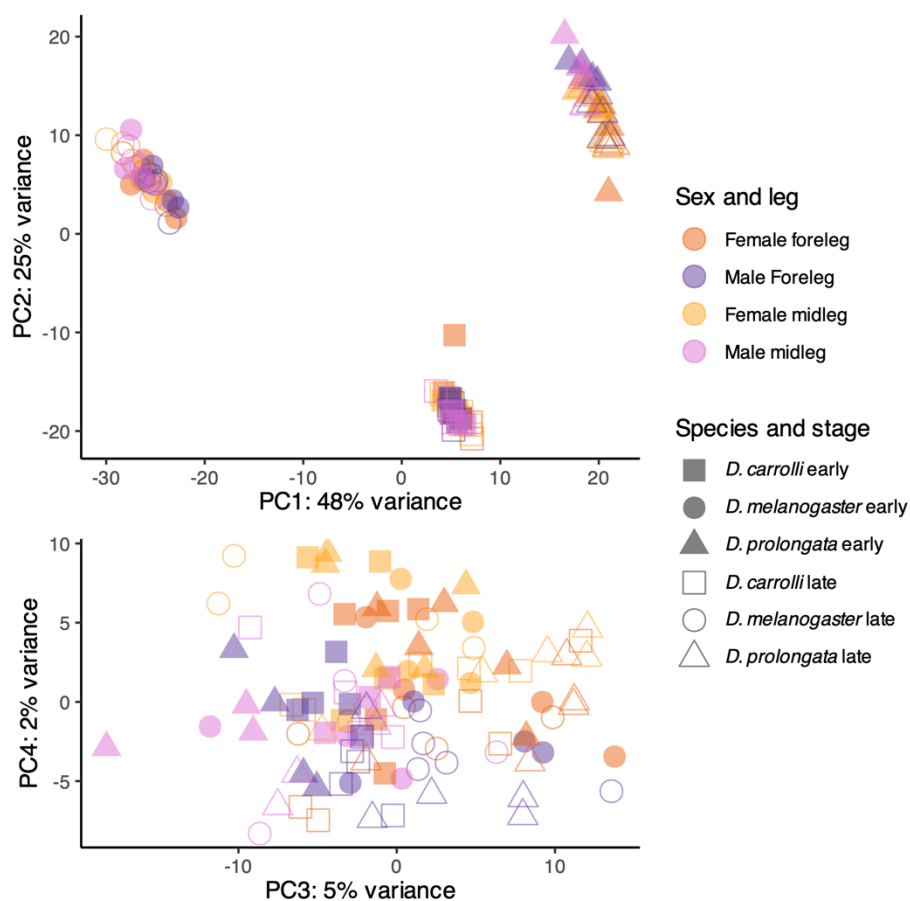 20
10
0
-10
-20
PC2: 25% variance
-30
-20
-10
0
10
20
PC1: 48% variance
10
5
0
-5
PC4: 2% variance
-10
0
10
PC3: 5% variance
Sex and leg
Female foreleg
Male Foreleg
Female midleg
Male midleg
Species and stage
D. carrolli early
D. melanogaster early
D. prolongata early
D. carrolli late
D. melanogaster late
D. prolongata late